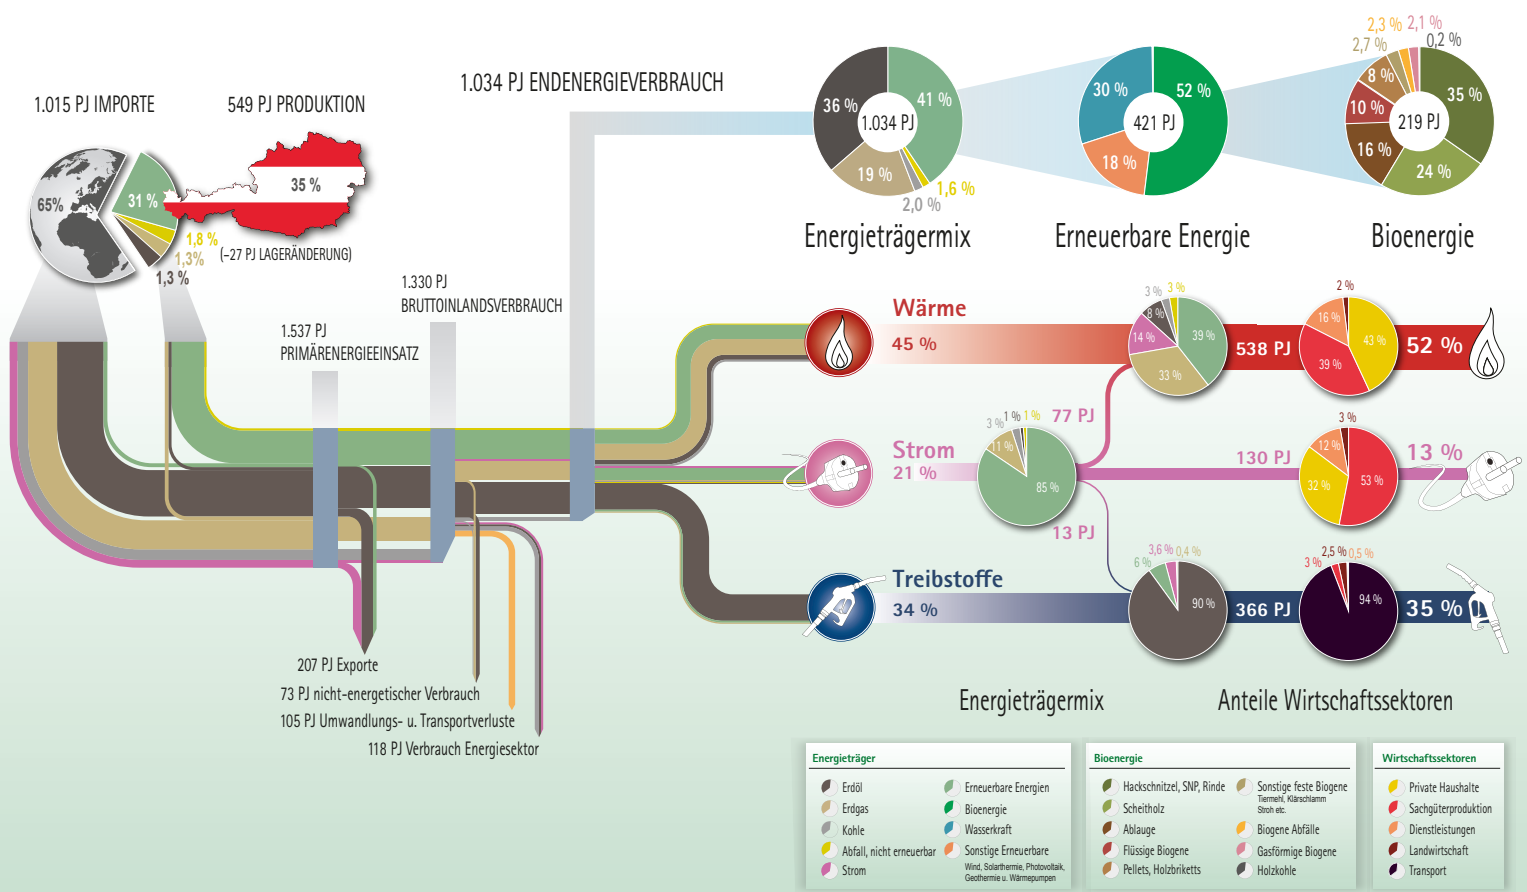 1.015 PJ IMPORTE
549 PJ PRODUKTION
65%
31 %
35 %
1,8 %
1,3%
1,3 %
(–27 PJ LAGERÄNDERUNG)
1.034 PJ ENDENERGIEVERBRAUCH
1.537 PJ
PRIMÄRENERGIEEINSATZ
1.330 PJ
BRUTTOINLANDSVERBRAUCH
207 PJ Exporte
73 PJ nicht-energetischer Verbrauch
105 PJ Umwandlungs- u. Transportverluste
118 PJ Verbrauch Energiesektor
36 %
41 %
1.034 PJ
19 %
2,0 %
1,6 %
Energieträgermix
30 %
52 %
421 PJ
18 %
Erneuerbare Energie
2,3 %
2,1 %
2,7 %
0,2 %
8 %
10 %
35 %
219 PJ
16 %
24 %
Bioenergie
Wärme
45 %
3 %
3 %
8 %
14 %
39 %
33 %
538 PJ
2 %
16 %
43 %
39 %
52 %
Strom
21 %
3 %
1 %
1 %
11 %
85 %
77 PJ
13 PJ
130 PJ
3 %
12 %
32 %
53 %
13 %
Treibstoffe
34 %
3,6 %
0,4 %
6 %
90 %
366 PJ
2,5 %
0,5 %
3 %
94 %
35 %
Energieträgermix
Anteile Wirtschaftssektoren
Energieträger
Erdöl
Erdgas
Kohle
Abfall, nicht erneuerbar
Strom
Erneuerbare Energien
Bioenergie
Wasserkraft
Sonstige Erneuerbare
Wind, Solarthermie, Photovoltaik,
Geothermie u. Wärmepumpen
Bioenergie
Hackschnitzel, SNP, Rinde
Scheitholz
Ablauge
Flüssige Biogene
Pellets, Holzbriketts
Sonstige feste Biogene
Tiermehl, Klärschlamm
Stroh etc.
Biogene Abfälle
Gasförmige Biogene
Holzkohle
Wirtschaftssektoren
Private Haushalte
Sachgüterproduktion
Dienstleistungen
Landwirtschaft
Transport